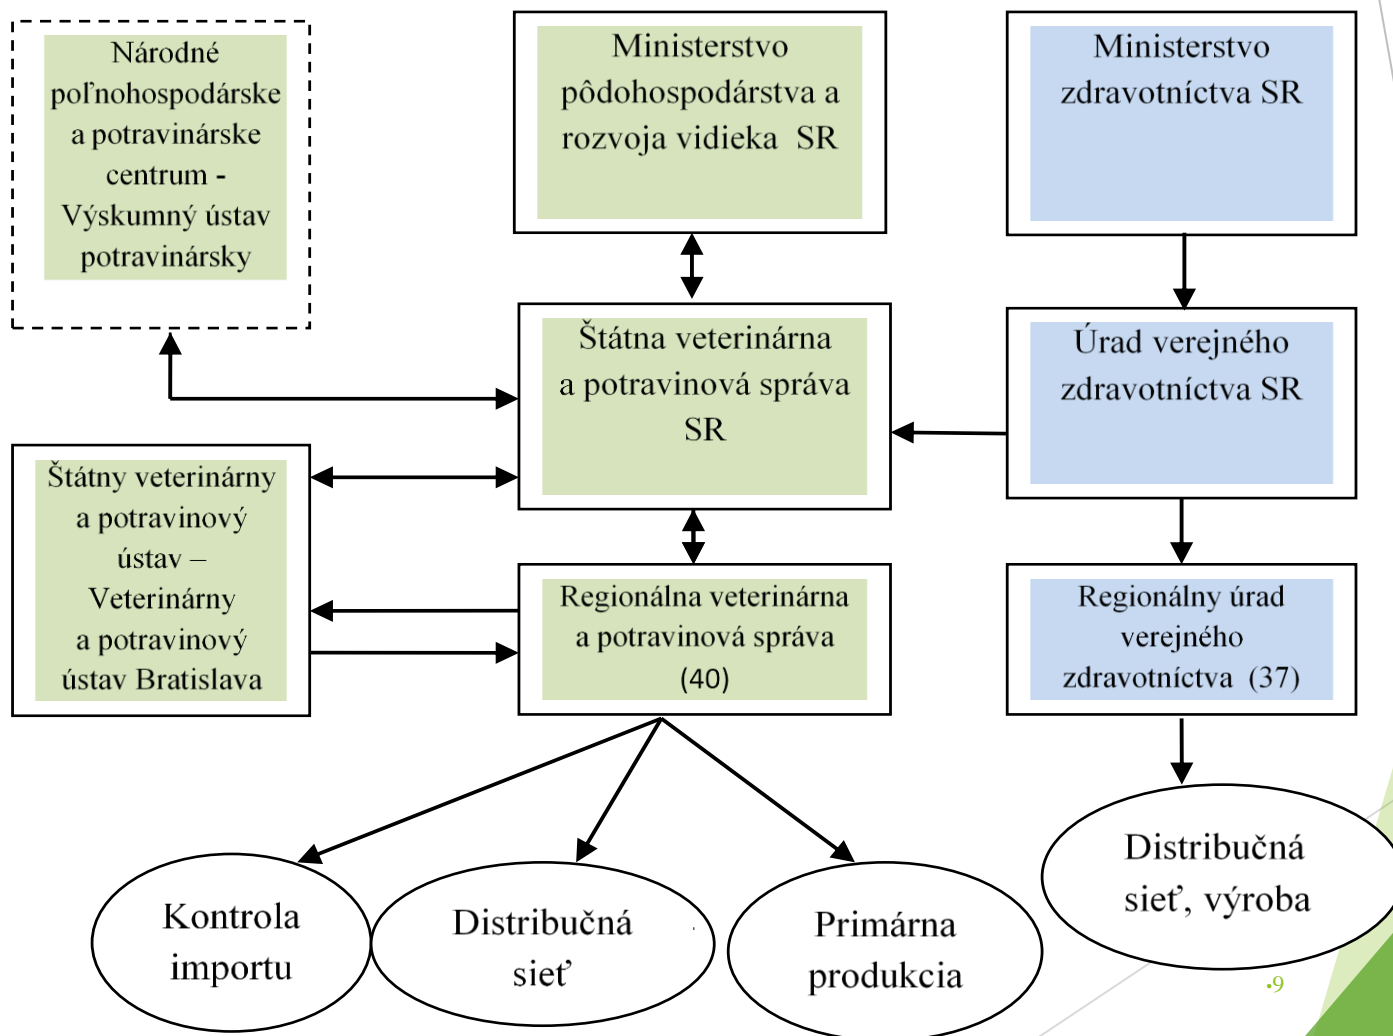 Národné
poľnohospodárske
a potravinárske
centrum -
Výskumný ústav
potravinársky
Ministerstvo
pôdohospodárstva a
rozvoja vidieka  SR
Ministerstvo
zdravotníctva SR
Štátna veterinárna
a potravinová správa
SR
Úrad verejného
zdravotníctva SR
Štátny veterinárny
a potravinový
ústav –
Veterinárny
a potravinový
ústav Bratislava
Regionálna veterinárna
a potravinová správa
(40)
Regionálny úrad
verejného
zdravotníctva  (37)
Kontrola
importu
Distribučná
sieť
Primárna
produkcia
Distribučná
sieť, výroba
•9